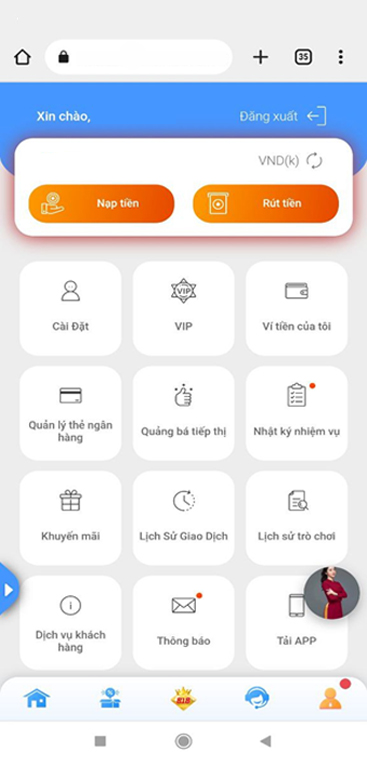 35
Xin chào,
Đăng xuất
VND(k)
Nạp tiền
Rút tiền
Cài Đặt
VIP
VIP
Ví tiền của tôi
Quản lý thẻ ngân
hàng
Quảng bá tiếp thị
Nhật ký nhiệm vụ
Khuyến mãi
Lịch Sử Giao Dịch
Lịch sử trò chơi
Dịch vụ khách
hàng
Thông báo
Tải APP